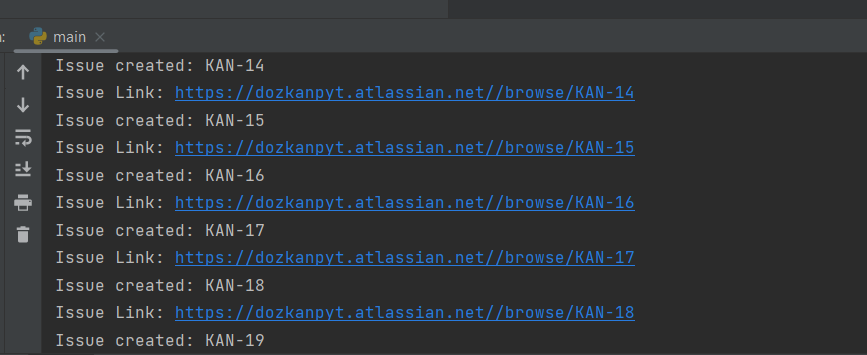 main
Issue created: KAN-14
Issue Link: https://dozkanpyt.atlassian.net//browse/KAN-14
Issue created: KAN-15
Issue Link: https://dozkanpyt.atlassian.net//browse/KAN-15
Issue created: KAN-16
Issue Link: https://dozkanpyt.atlassian.net//browse/KAN-16
Issue created: KAN-17
Issue Link: https://dozkanpyt.atlassian.net//browse/KAN-17
Issue created: KAN-18
Issue Link: https://dozkanpyt.atlassian.net//browse/KAN-18
Issue created: KAN-19